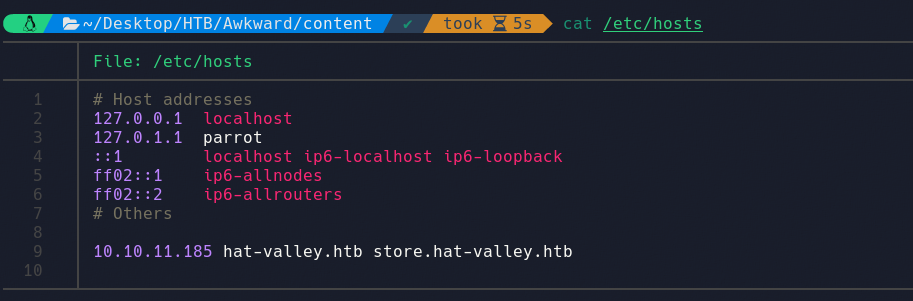 ~/Desktop/HTB/Awkward/content ✔ took 5s cat /etc/hosts
File: /etc/hosts
1 # Host addresses
2 127.0.0.1 localhost
3 127.0.1.1 parrot
4 ::1 localhost ip6-localhost ip6-loopback
5 ff02::1 ip6-allnodes
6 ff02::2 ip6-allrouters
7 # Others
8
9 10.10.11.185 hat-valley.htb store.hat-valley.htb
10